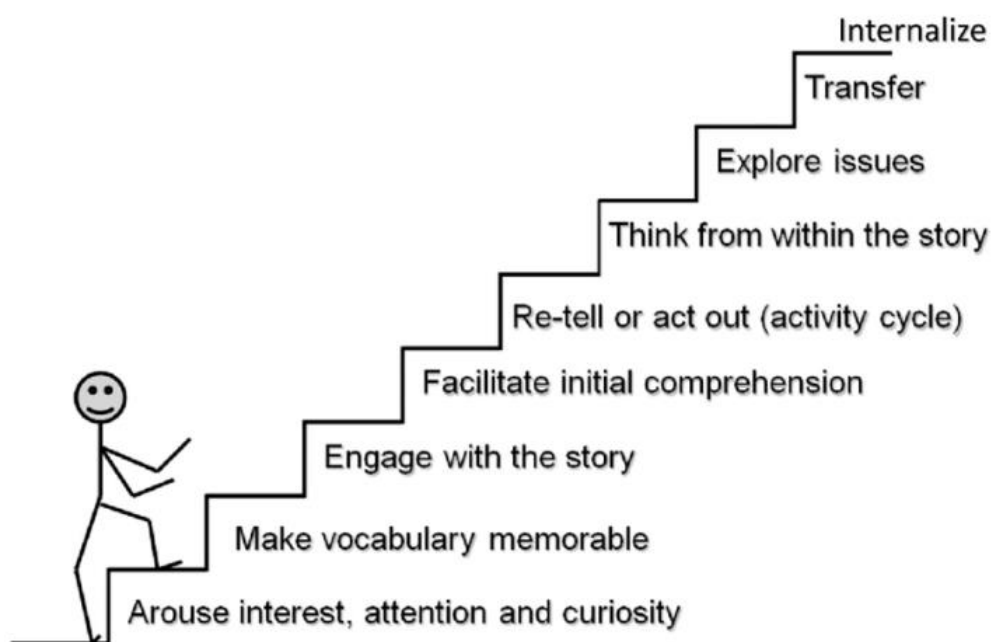 Internalize
Transfer
Explore issues
Think from within the story
Re-tell or act out (activity cycle)
Facilitate initial comprehension
Engage with the story
Make vocabulary memorable
Arouse interest, attention and curiosity